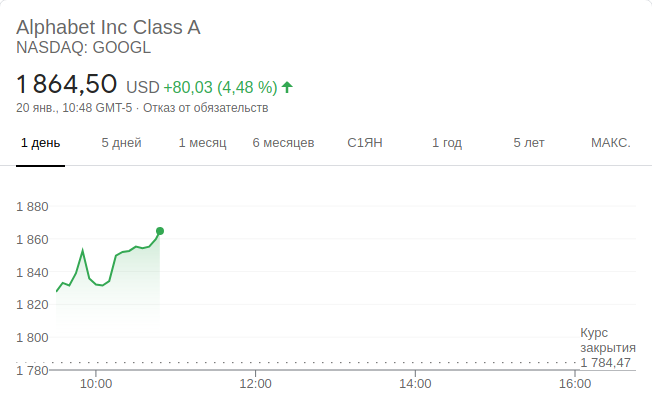 Alphabet Inc Class A
NASDAQ: GOOGL
1 864,50 USD +80,03 (4,48 %)
20 янв., 10:48 GMT-5 · Отказ от обязательств
1 день 5 дней 1 месяц 6 месяцев С1ЯН 1 год 5 лет МАКС.
1 880
1 860
1 840
1 820
1 800
Курс
закрытия
1 784,47
1 780
10:00 12:00 14:00 16:00